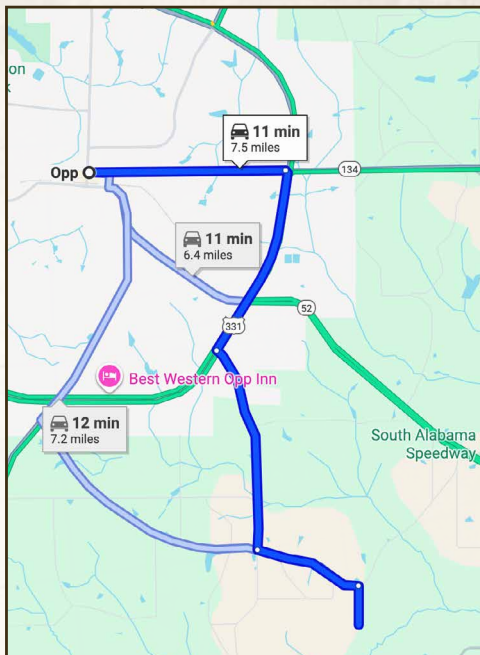 on
k
11 min
7.5 miles
Opp
134
11 min
6.4 miles
52
331
Best Western Opp Inn
12 min
7.2 miles
South Alabama
Speedway